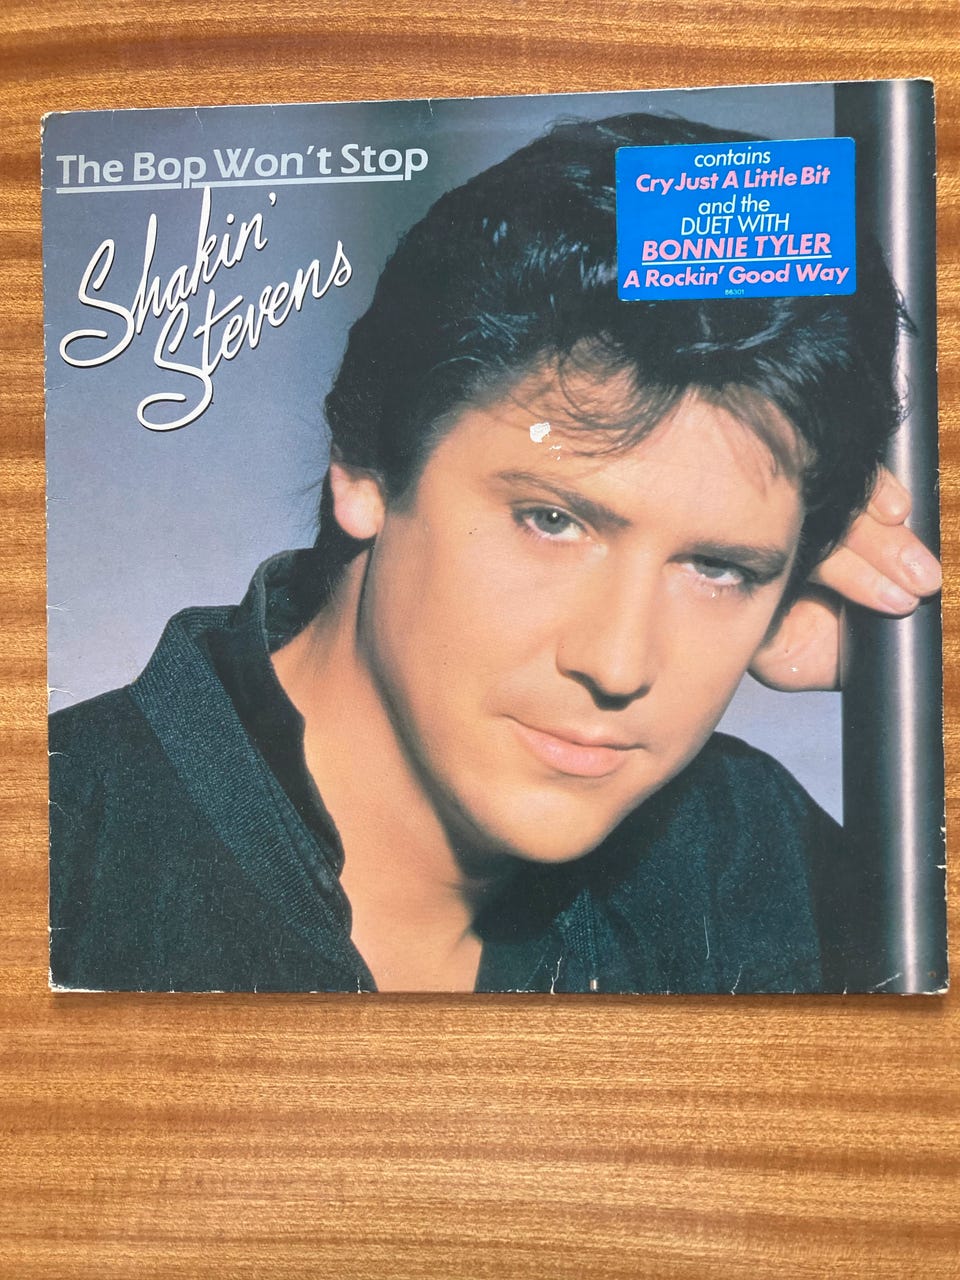 The Bop Won't Stop
Shakin'
Stevens
contains
Cry Just A Little Bit
and the
DUET WITH
BONNIE TYLER
A Rockin' Good Way
86301